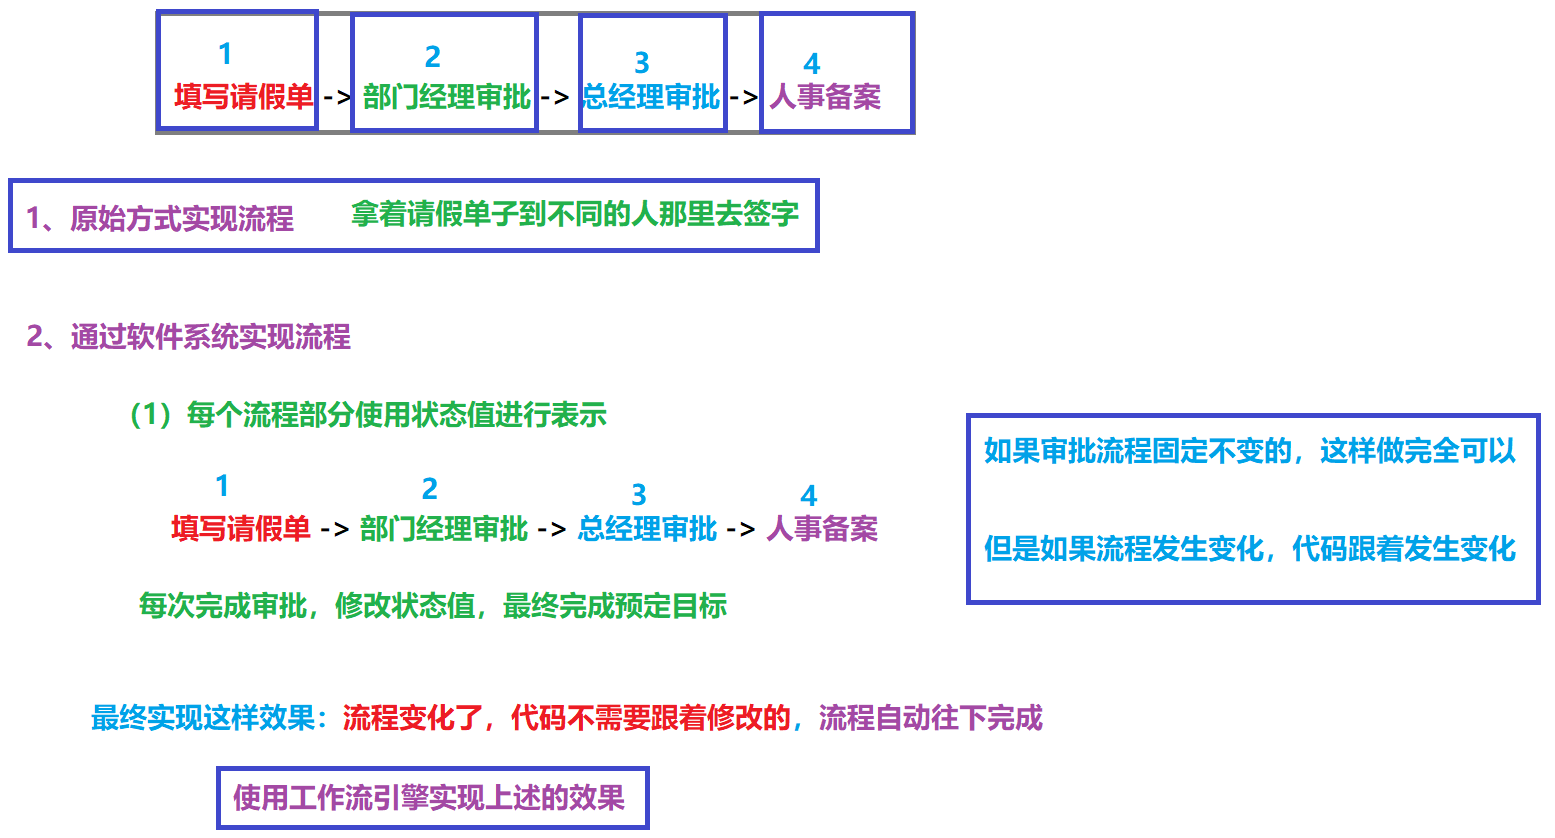 1 2 3 4
填写请假单 -> 部门经理审批 -> 总经理审批 -> 人事备案
1、原始方式实现流程 拿着请假单子到不同的人那里去签字
2、通过软件系统实现流程
（1）每个流程部分使用状态值进行表示
如果审批流程固定不变的，这样做完全可以
1 2 3 4
填写请假单 -> 部门经理审批 -> 总经理审批 -> 人事备案
但是如果流程发生变化，代码跟着发生变化
每次完成审批，修改状态值，最终完成预定目标
最终实现这样效果：流程变化了，代码不需要跟着修改的，流程自动往下完成
使用工作流引擎实现上述的效果